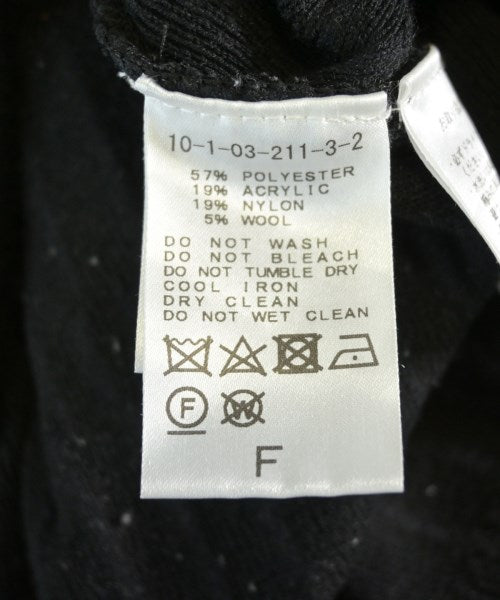 10-1-03-211-3-2
57% POLYESTER
19% ACRYLIC
19% NYLON
5% WOOL
DO NOT WASH
DO NOT BLEACH
DO NOT TUMBLE DRY
COOL IRON
DRY CLEAN
DO NOT WET CLEAN
F W
F